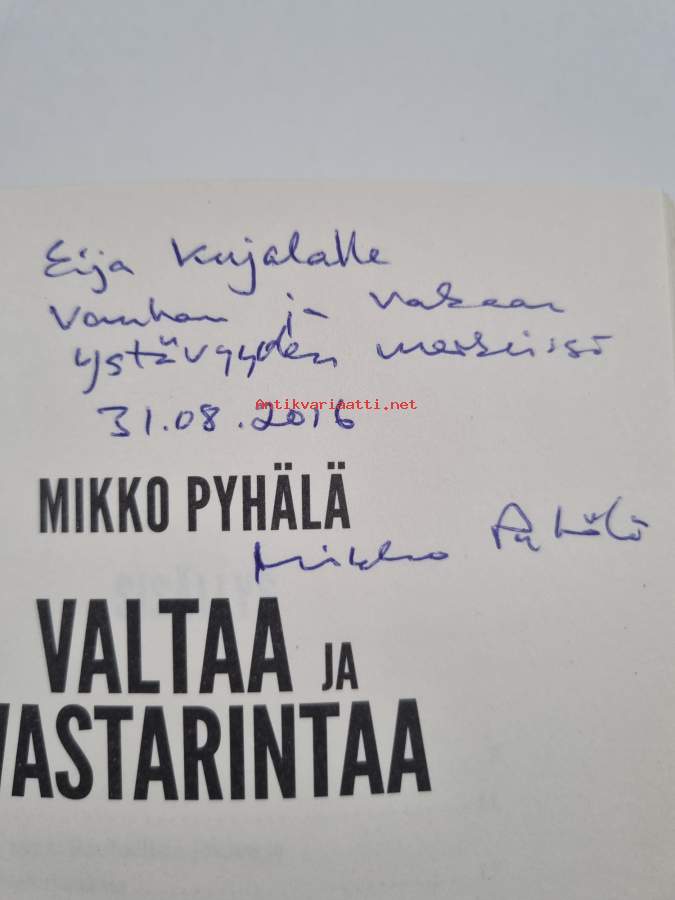 Eija Kujalalle
vanhan ja vakaan
ystävyyden merkeissä
Antikvariaatti.net
31.08.2016
MIKKO PYHÄLÄ
Mikko Pyhälä
VALTAA JA
VASTARINTAA